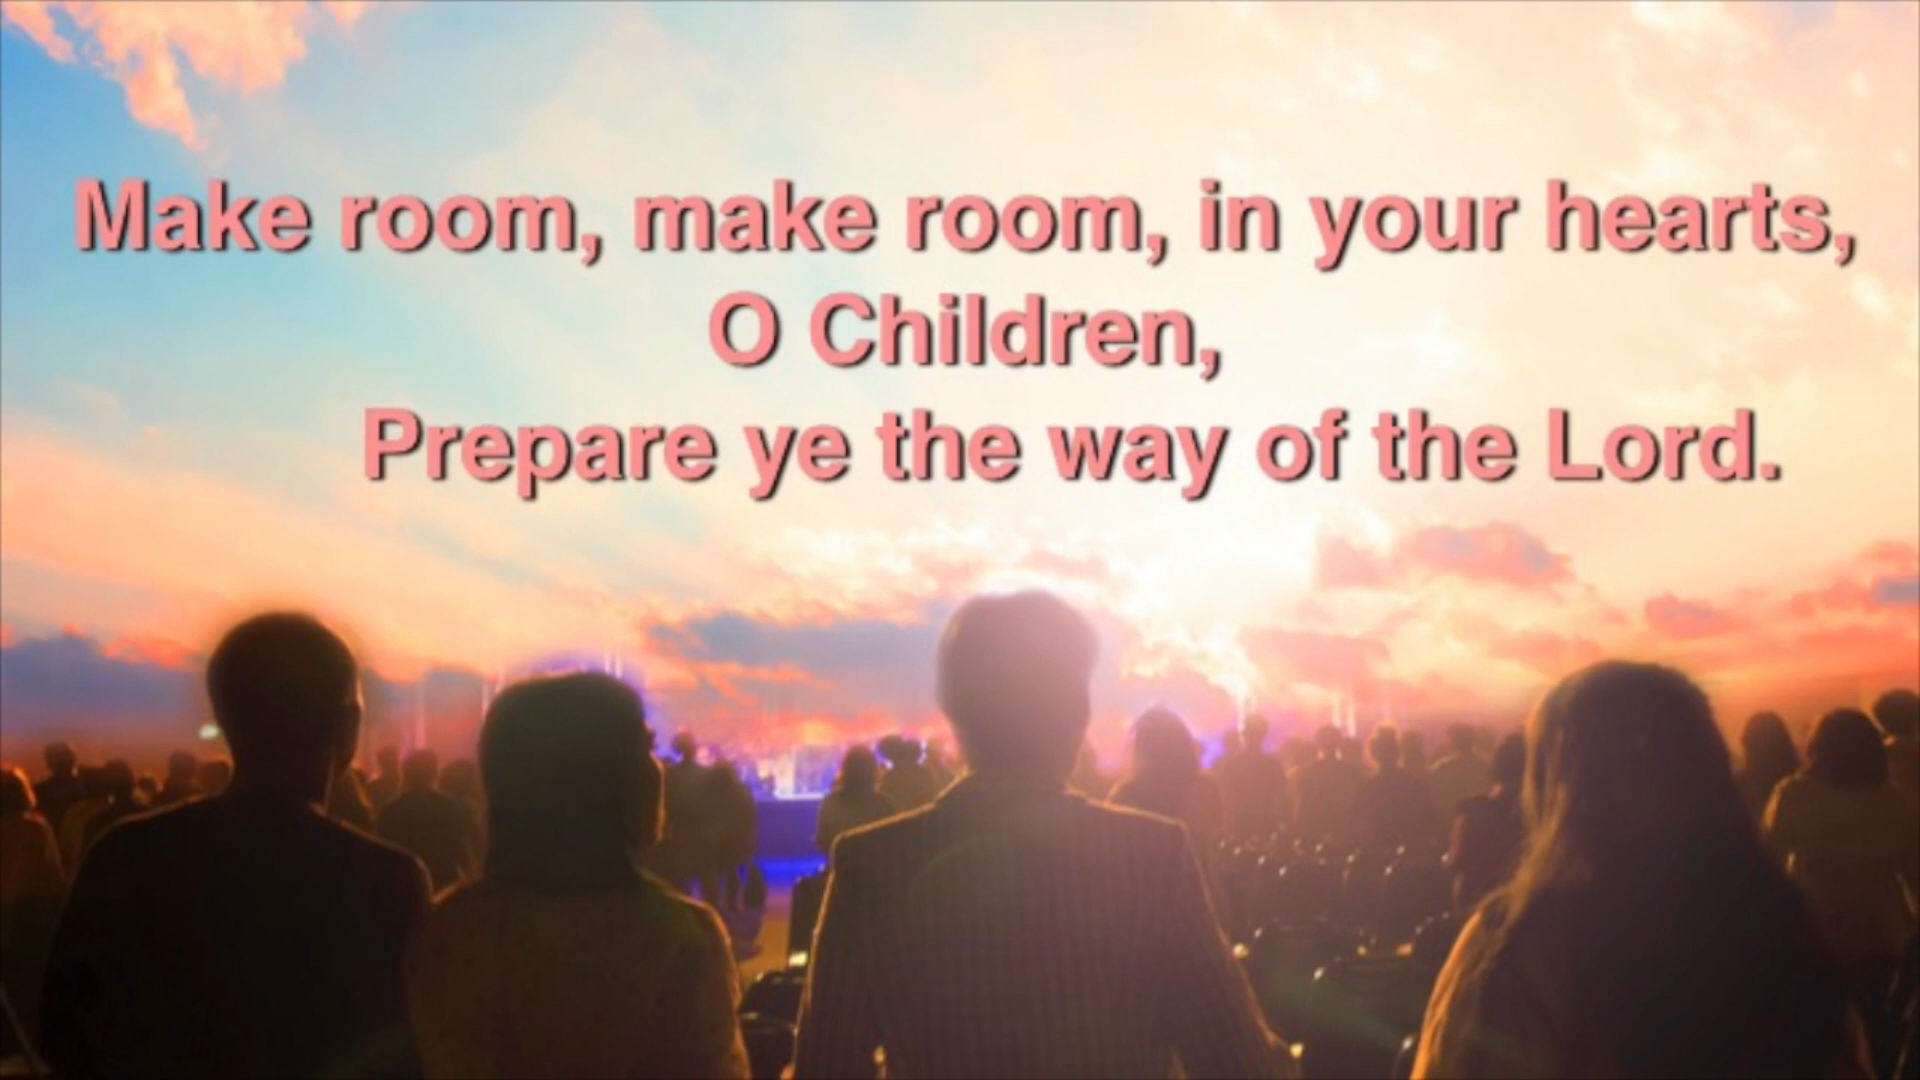 Make room, make room, in your hearts,
O Children,
Prepare ye the way of the Lord.